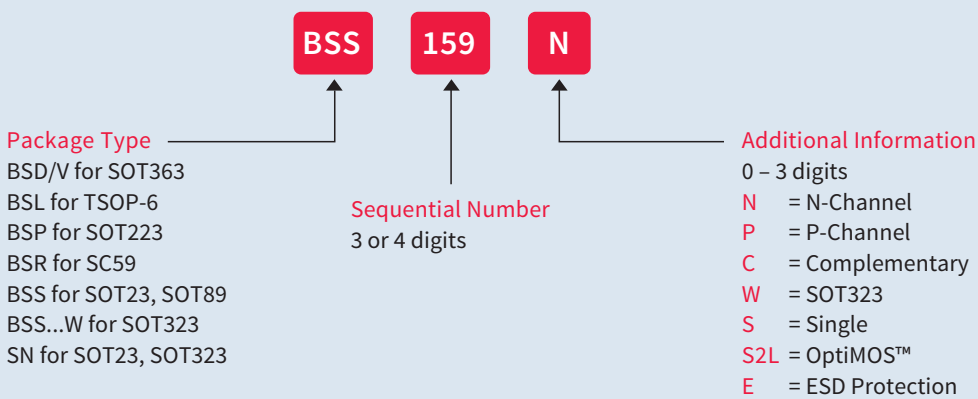 BSS 159 N
Package Type
BSD/V for SOT363
BSL for TSOP-6
BSP for SOT223
BSR for SC59
BSS for SOT23, SOT89
BSS...W for SOT323
SN for SOT23, SOT323
Sequential Number
3 or 4 digits
Additional Information
0 – 3 digits
N = N-Channel
P = P-Channel
C = Complementary
W = SOT323
S = Single
S2L = OptiMOS™
E = ESD Protection